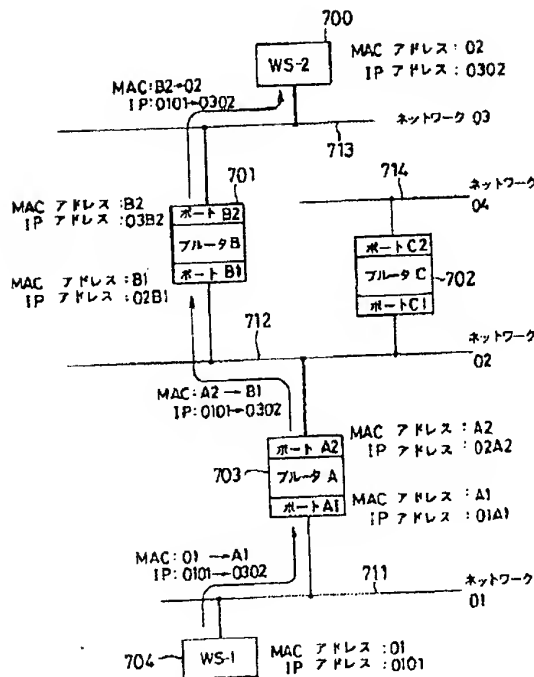 700
WS-2
MAC アドレス : 02
IP アドレス : 0302
MAC:B2→02
IP:0101→0302
ネットワーク 03
713
701
714
ネットワーク
04
MAC アドレス : B2
IP アドレス : 03B2
ポート B2
ブルータ B
ポート B1
MAC アドレス : B1
IP アドレス : 02B1
ポート C2
ブルータ C
ポート C1
702
712
ネットワーク
02
MAC:A2→B1
IP:0101→0302
703
ポート A2
ブルータ A
ポート A1
MAC アドレス : A2
IP アドレス : 02A2
MAC アドレス : A1
IP アドレス : 01A1
MAC:01→A1
IP:0101→0302
711
ネットワーク
01
704
WS-1
MAC アドレス : 01
IP アドレス : 0101